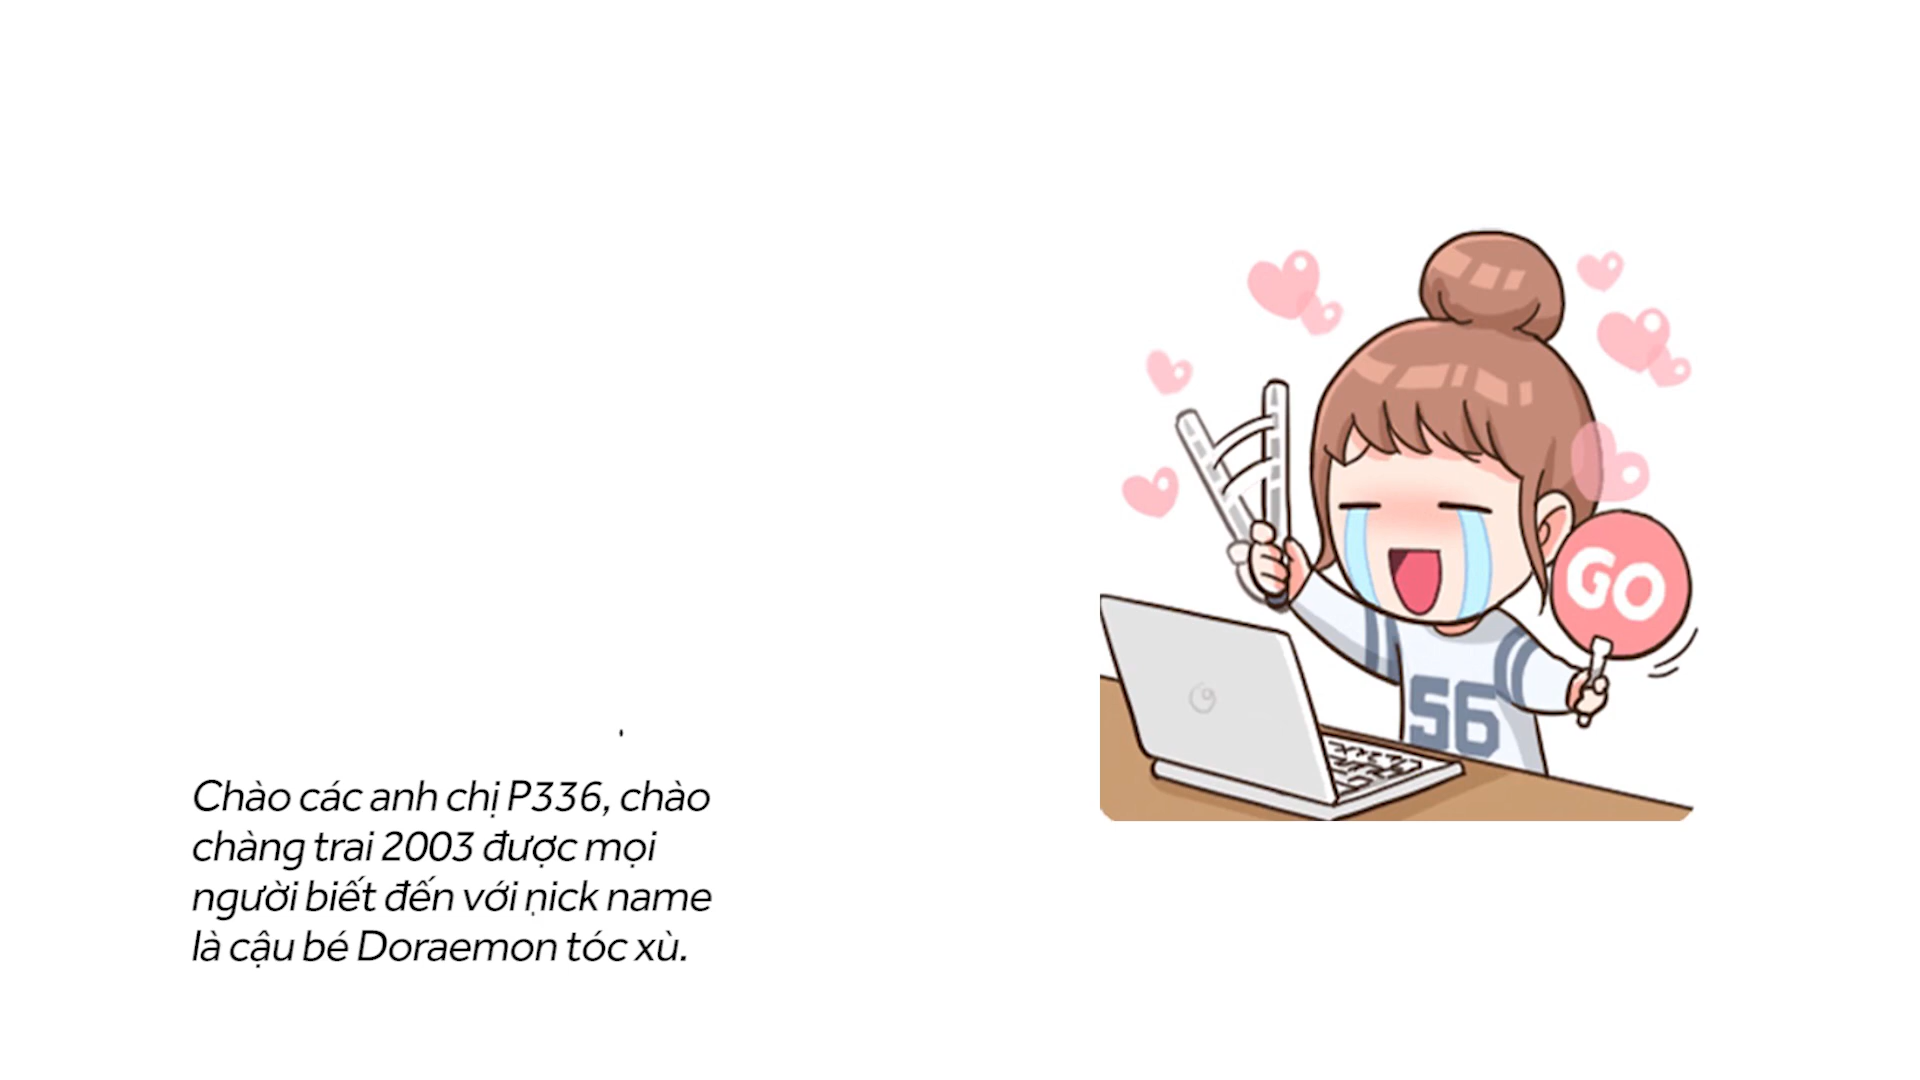 Chào các anh chị P336, chào
chàng trai 2003 được mọi
người biết đến với nick name
là cậu bé Doraemon tóc xù.
GO
56